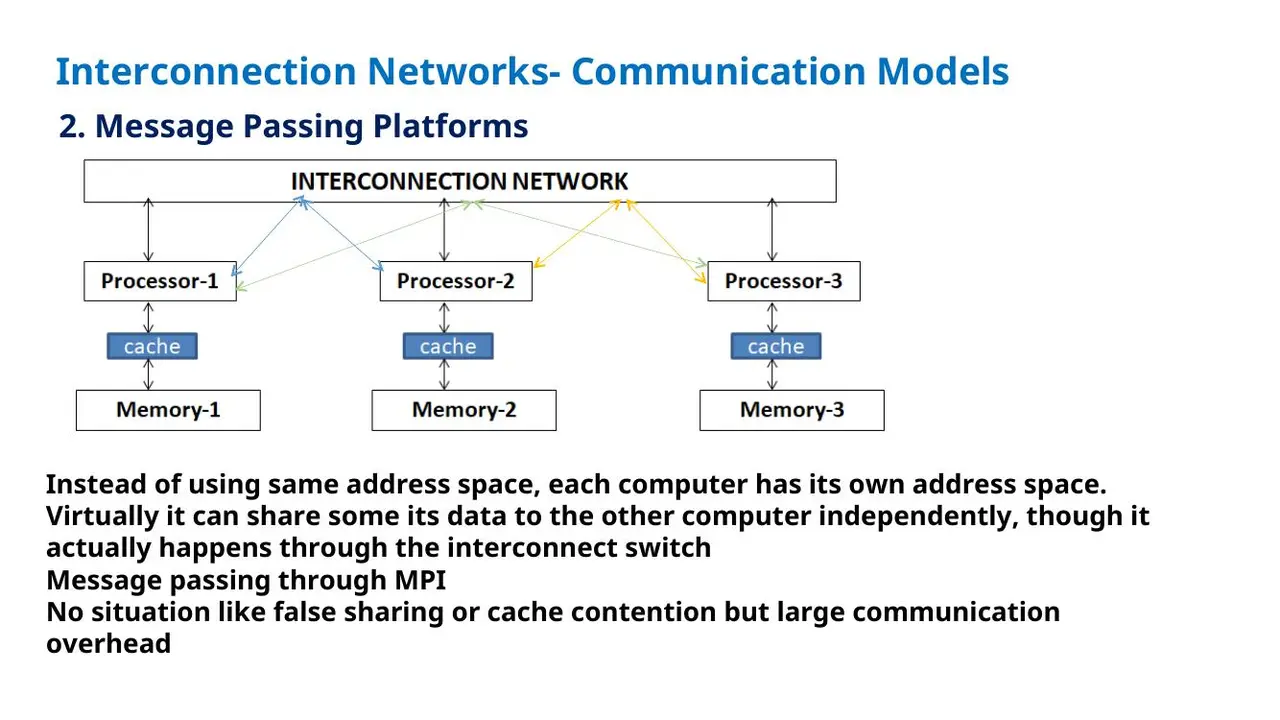 Interconnection Networks- Communication Models
2. Message Passing Platforms
INTERCONNECTION NETWORK
Processor-1
Processor-2
Processor-3
cache
cache
cache
Memory-1
Memory-2
Memory-3
Instead of using same address space, each computer has its own address space.
Virtually it can share some its data to the other computer independently, though it
actually happens through the interconnect switch
Message passing through MPI
No situation like false sharing or cache contention but large communication
overhead